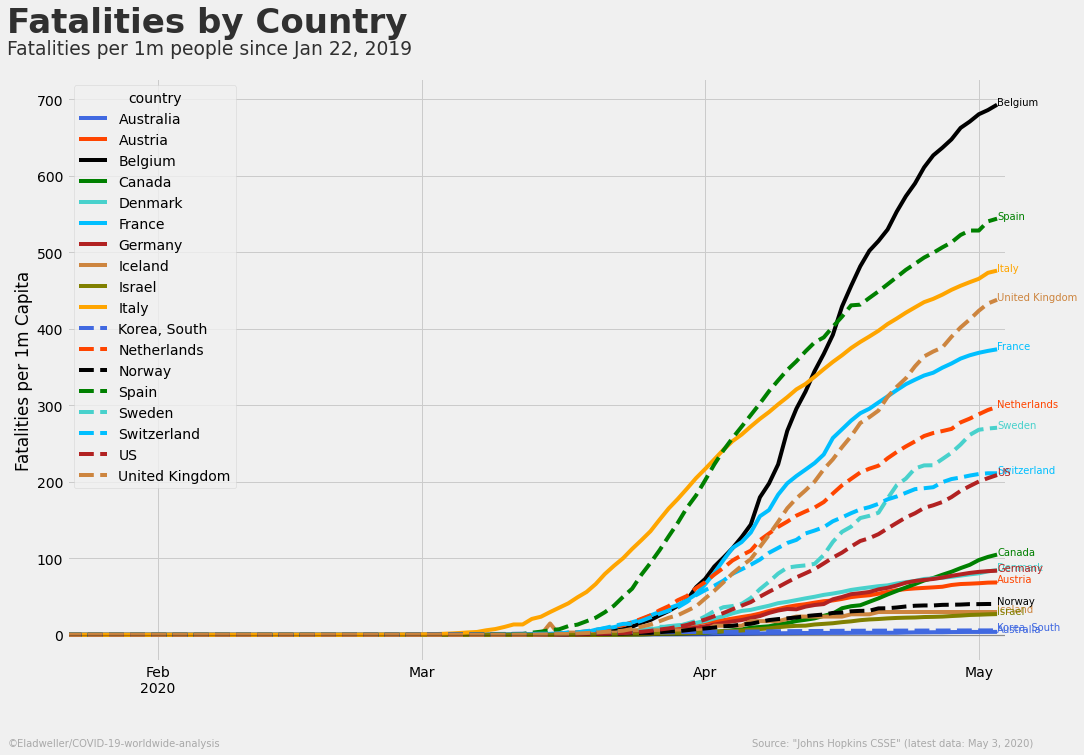 Fatalities by Country
Fatalities per 1m people since Jan 22, 2019
Fatalities per 1m Capita
700
600
500
400
300
200
100
0
country
Australia
Austria
Belgium
Canada
Denmark
France
Germany
Iceland
Israel
Italy
Korea, South
Netherlands
Norway
Spain
Sweden
Switzerland
US
United Kingdom
Belgium
Spain
Italy
United Kingdom
France
Netherlands
Sweden
Switzerland
US
Canada
Denmark
Germany
Austria
Norway
Iceland
Israel
Korea, South
Australia
Feb
2020
Mar
Apr
May
©Eladweller/COVID-19-worldwide-analysis
Source: "Johns Hopkins CSSE" (latest data: May 3, 2020)